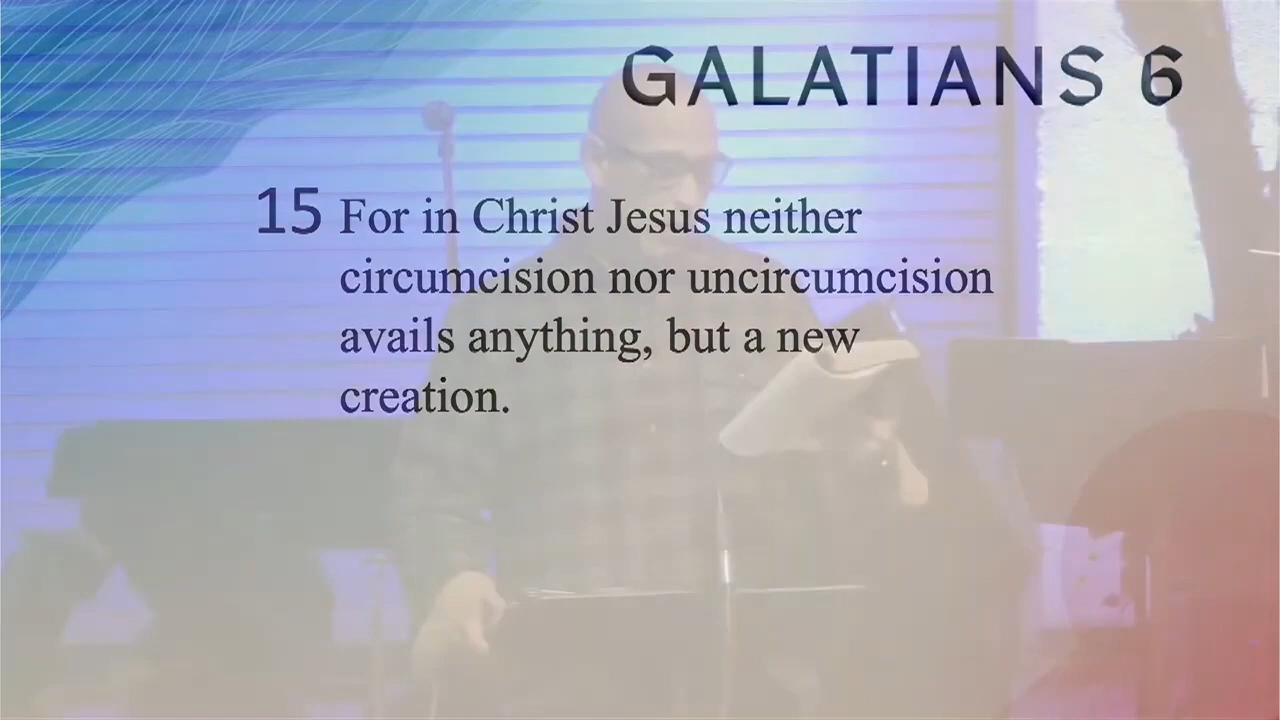 GALATIANS 6
15 For in Christ Jesus neither
circumcision nor uncircumcision
avails anything, but a new
creation.